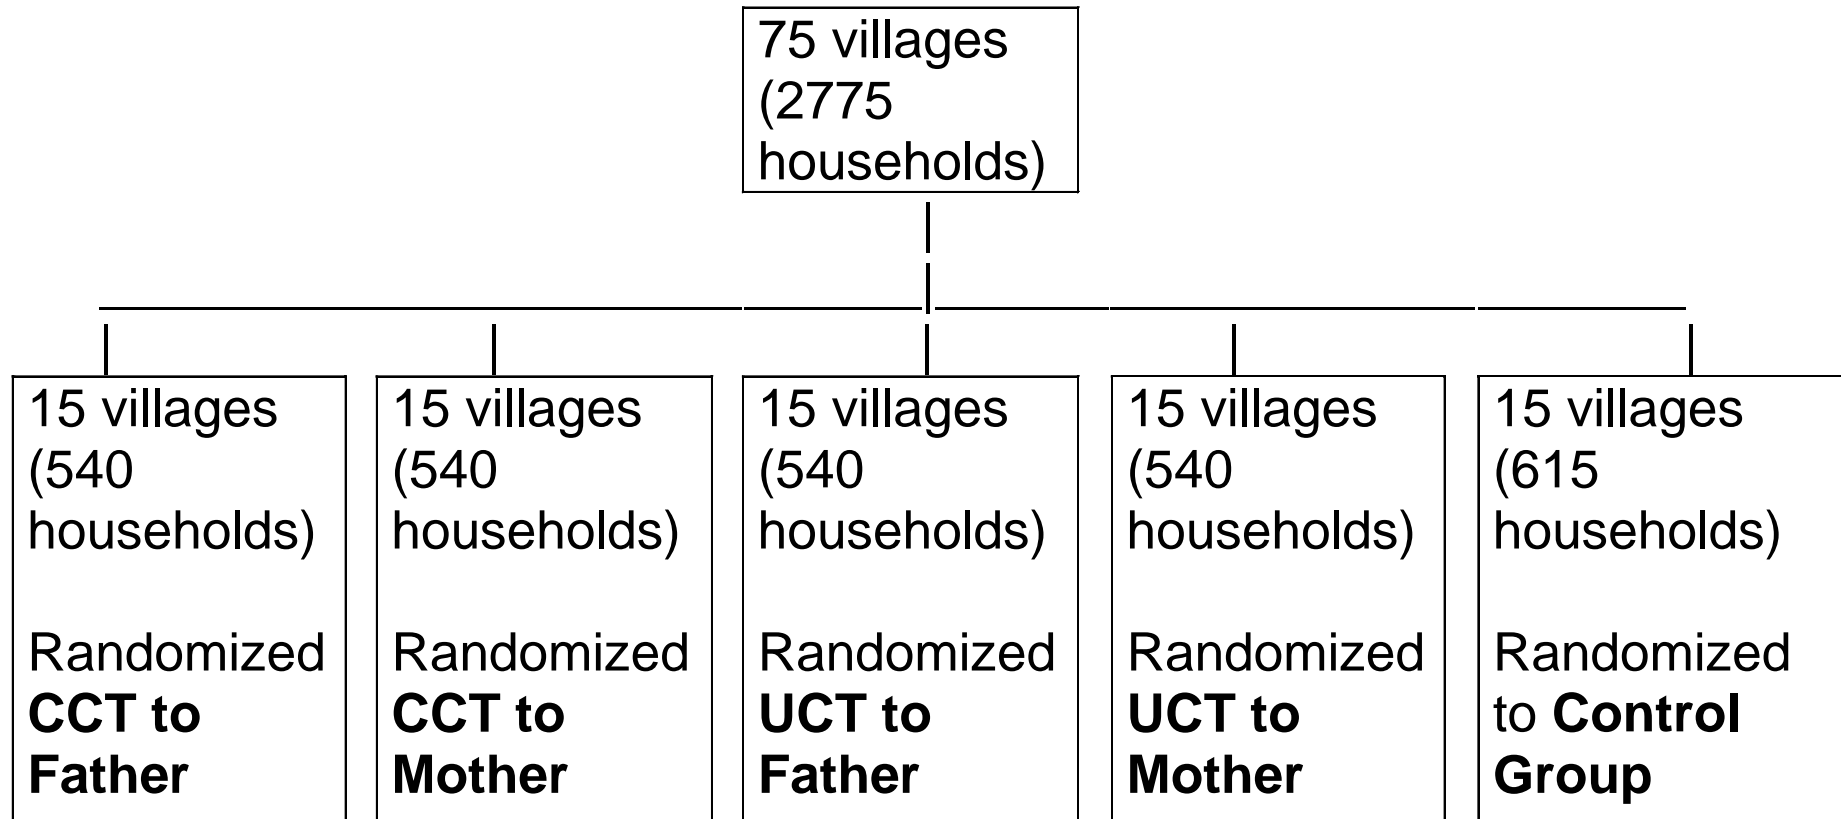 75 villages
(2775
households)
15 villages
(540
households)
Randomized
CCT to
Father
15 villages
(540
households)
Randomized
CCT to
Mother
15 villages
(540
households)
Randomized
UCT to
Father
15 villages
(540
households)
Randomized
UCT to
Mother
15 villages
(615
households)
Randomized
to Control
Group